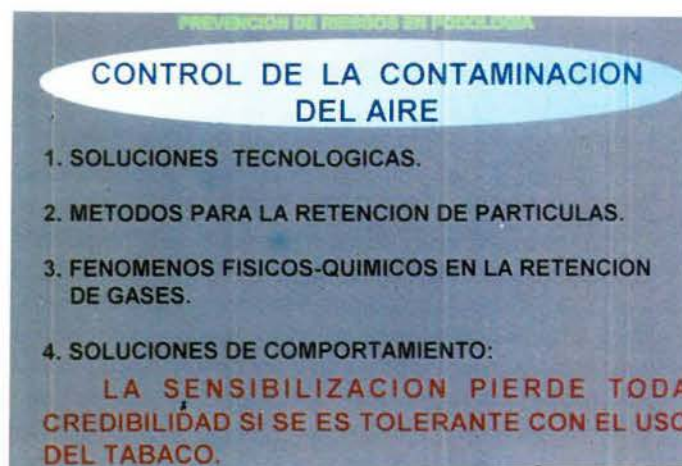 PREVENCIÓN DE RIESGOS EN PODOLOGÍA
CONTROL DE LA CONTAMINACION
DEL AIRE
1. SOLUCIONES TECNOLOGICAS.
2. METODOS PARA LA RETENCION DE PARTICULAS.
3. FENOMENOS FISICOS-QUIMICOS EN LA RETENCION
DE GASES.
4. SOLUCIONES DE COMPORTAMIENTO:
LA SENSIBILIZACION PIERDE TODA
CREDIBILIDAD SI SE ES TOLERANTE CON EL USO
DEL TABACO.